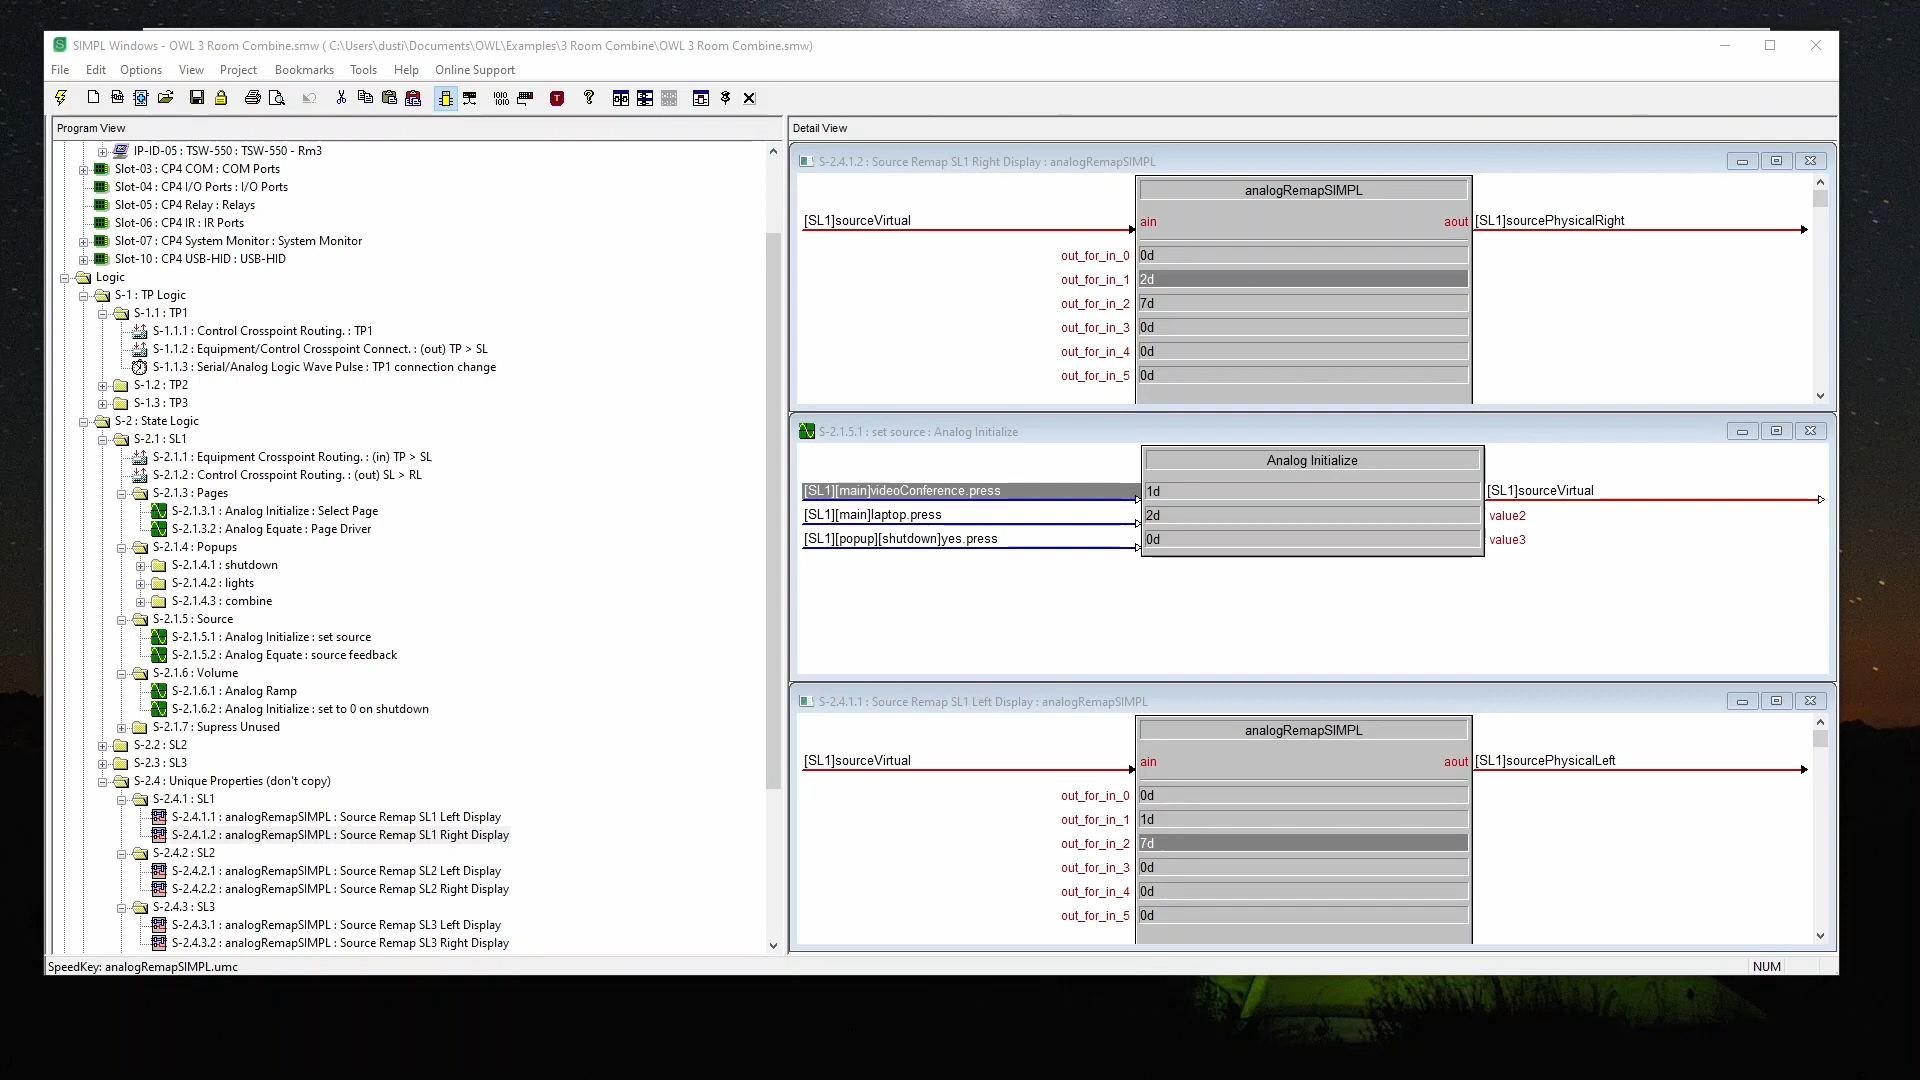 SIMPL Windows - OWL 3 Room Combine.smw ( C:\Users\dusti\Documents\OWL\Examples\3 Room Combine\OWL 3 Room Combine.smw)
File Edit Options View Project Bookmarks Tools Help Online Support
Program View
IP-ID-05 : TSW-550 : TSW-550 - Rm3
Slot-03 : CP4 COM : COM Ports
Slot-04 : CP4 I/O Ports : I/O Ports
Slot-05 : CP4 Relay : Relays
Slot-06 : CP4 IR : IR Ports
Slot-07 : CP4 System Monitor : System Monitor
Slot-10 : CP4 USB-HID : USB-HID
Logic
S-1 : TP Logic
S-1.1 : TP1
S-1.1.1 : Control Crosspoint Routing. : TP1
S-1.1.2 : Equipment/Control Crosspoint Connect. : (out) TP > SL
S-1.1.3 : Serial/Analog Logic Wave Pulse : TP1 connection change
S-1.2 : TP2
S-1.3 : TP3
S-2 : State Logic
S-2.1 : SL1
S-2.1.1 : Equipment Crosspoint Routing. : (in) TP > SL
S-2.1.2 : Control Crosspoint Routing. : (out) SL > RL
S-2.1.3 : Pages
S-2.1.3.1 : Analog Initialize : Select Page
S-2.1.3.2 : Analog Equate : Page Driver
S-2.1.4 : Popups
S-2.1.4.1 : shutdown
S-2.1.4.2 : lights
S-2.1.4.3 : combine
S-2.1.5 : Source
S-2.1.5.1 : Analog Initialize : set source
S-2.1.5.2 : Analog Equate : source feedback
S-2.1.6 : Volume
S-2.1.6.1 : Analog Ramp
S-2.1.6.2 : Analog Initialize : set to 0 on shutdown
S-2.1.7 : Supress Unused
S-2.2 : SL2
S-2.3 : SL3
S-2.4 : Unique Properties (don't copy)
S-2.4.1 : SL1
S-2.4.1.1 : analogRemapSIMPL : Source Remap SL1 Left Display
S-2.4.1.2 : analogRemapSIMPL : Source Remap SL1 Right Display
S-2.4.2 : SL2
S-2.4.2.1 : analogRemapSIMPL : Source Remap SL2 Left Display
S-2.4.2.2 : analogRemapSIMPL : Source Remap SL2 Right Display
S-2.4.3 : SL3
S-2.4.3.1 : analogRemapSIMPL : Source Remap SL3 Left Display
S-2.4.3.2 : analogRemapSIMPL : Source Remap SL3 Right Display
Detail View
S-2.4.1.2 : Source Remap SL1 Right Display : analogRemapSIMPL
analogRemapSIMPL
[SL1]sourceVirtual ain aout [SL1]sourcePhysicalRight
out_for_in_0 0d
out_for_in_1 2d
out_for_in_2 7d
out_for_in_3 0d
out_for_in_4 0d
out_for_in_5 0d
S-2.1.5.1 : set source : Analog Initialize
Analog Initialize
[SL1][main]videoConference.press 1d [SL1]sourceVirtual
[SL1][main]laptop.press 2d value2
[SL1][popup][shutdown]yes.press 0d value3
S-2.4.1.1 : Source Remap SL1 Left Display : analogRemapSIMPL
analogRemapSIMPL
[SL1]sourceVirtual ain aout [SL1]sourcePhysicalLeft
out_for_in_0 0d
out_for_in_1 1d
out_for_in_2 7d
out_for_in_3 0d
out_for_in_4 0d
out_for_in_5 0d
SpeedKey: analogRemapSIMPL.umc
NUM